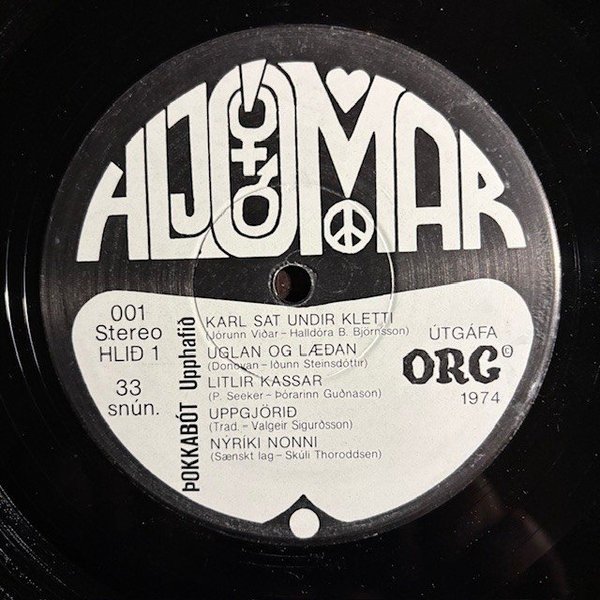 HLJÓMAR
001
Stereo
HLIÐ 1
33
snún.
ÞOKKABÓT Upphafið
KARL SAT UNDIR KLETTI
(Jórunn Viðar – Halldóra B. Björnsson)
UGLAN OG LÆÐAN
(Donovan – Iðunn Steinsdóttir)
LITLIR KASSAR
(P. Seeker – Þórarinn Guðnason)
UPPGJÖRIÐ
(Trad. – Valgeir Sigurðsson)
NÝRÍKI NONNI
(Sænskt lag – Skúli Thoroddsen)
ÚTGÁFA
ORG ©
1974